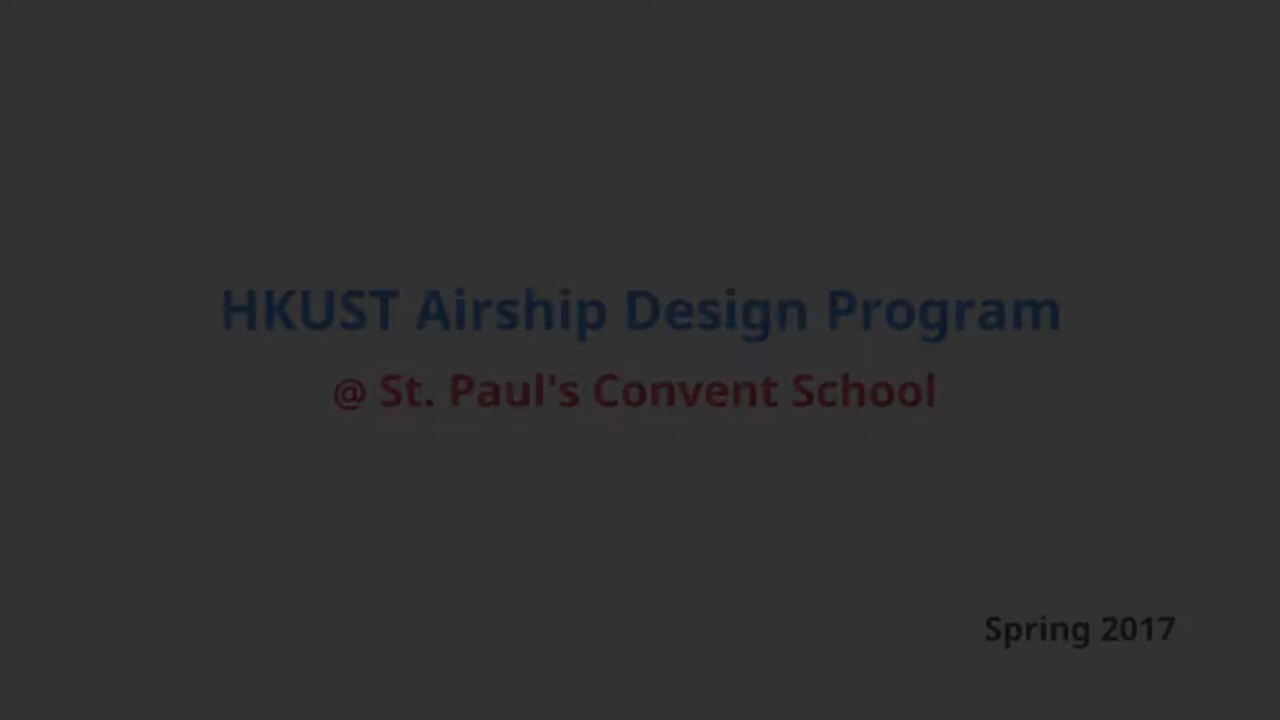 HKUST Airship Design Program
@ St. Paul's Convent School
Spring 2017